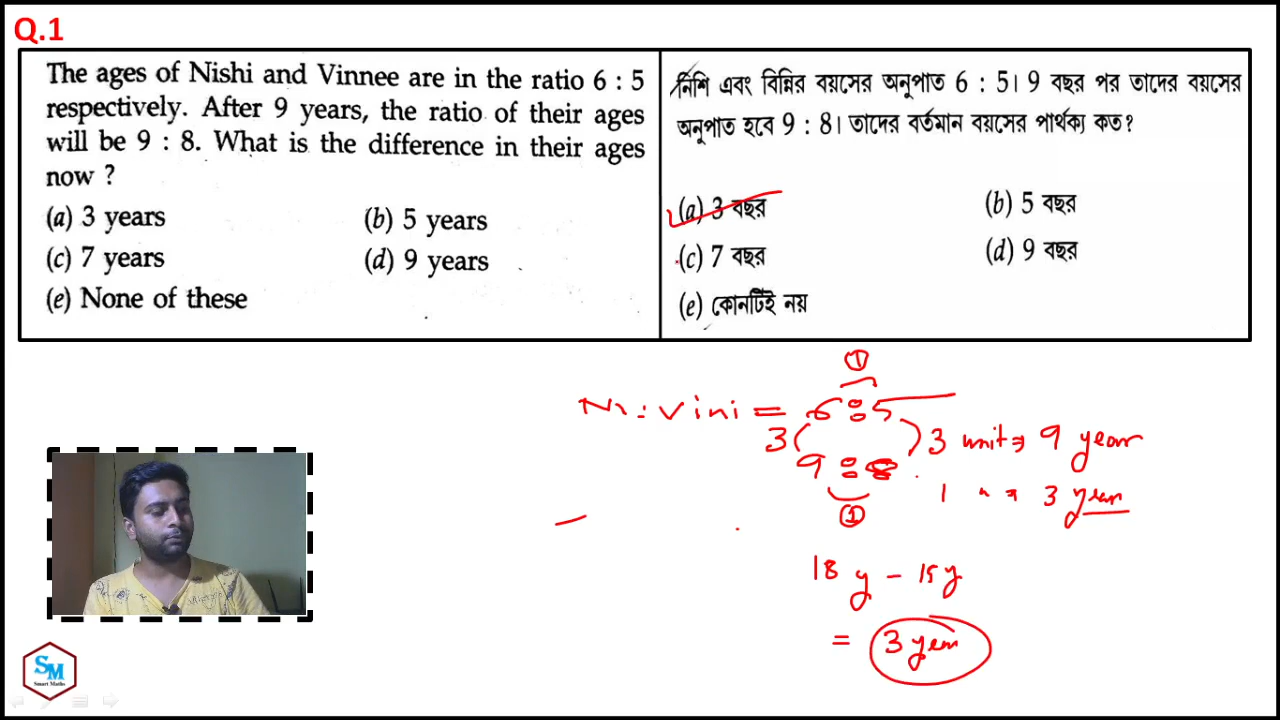 Q.1
The ages of Nishi and Vinnee are in the ratio 6 : 5
respectively. After 9 years, the ratio of their ages
will be 9 : 8. What is the difference in their ages
now ?
(a) 3 years
(b) 5 years
(c) 7 years
(d) 9 years
(e) None of these
নিশি এবং বিন্নির বয়সের অনুপাত 6 : 5। 9 বছর পর তাদের বয়সের
অনুপাত হবে 9 : 8। তাদের বর্তমান বয়সের পার্থক্য কত?
(a) 3 বছর
(b) 5 বছর
(c) 7 বছর
(d) 9 বছর
(e) কোনটিই নয়
1
Ni : Vini = 6 : 5
3 3 unit ⇒ 9 year
9 : 8
1 " ⇒ 3 year
1
18 y - 15 y
= 3 year
SM
Smart Maths